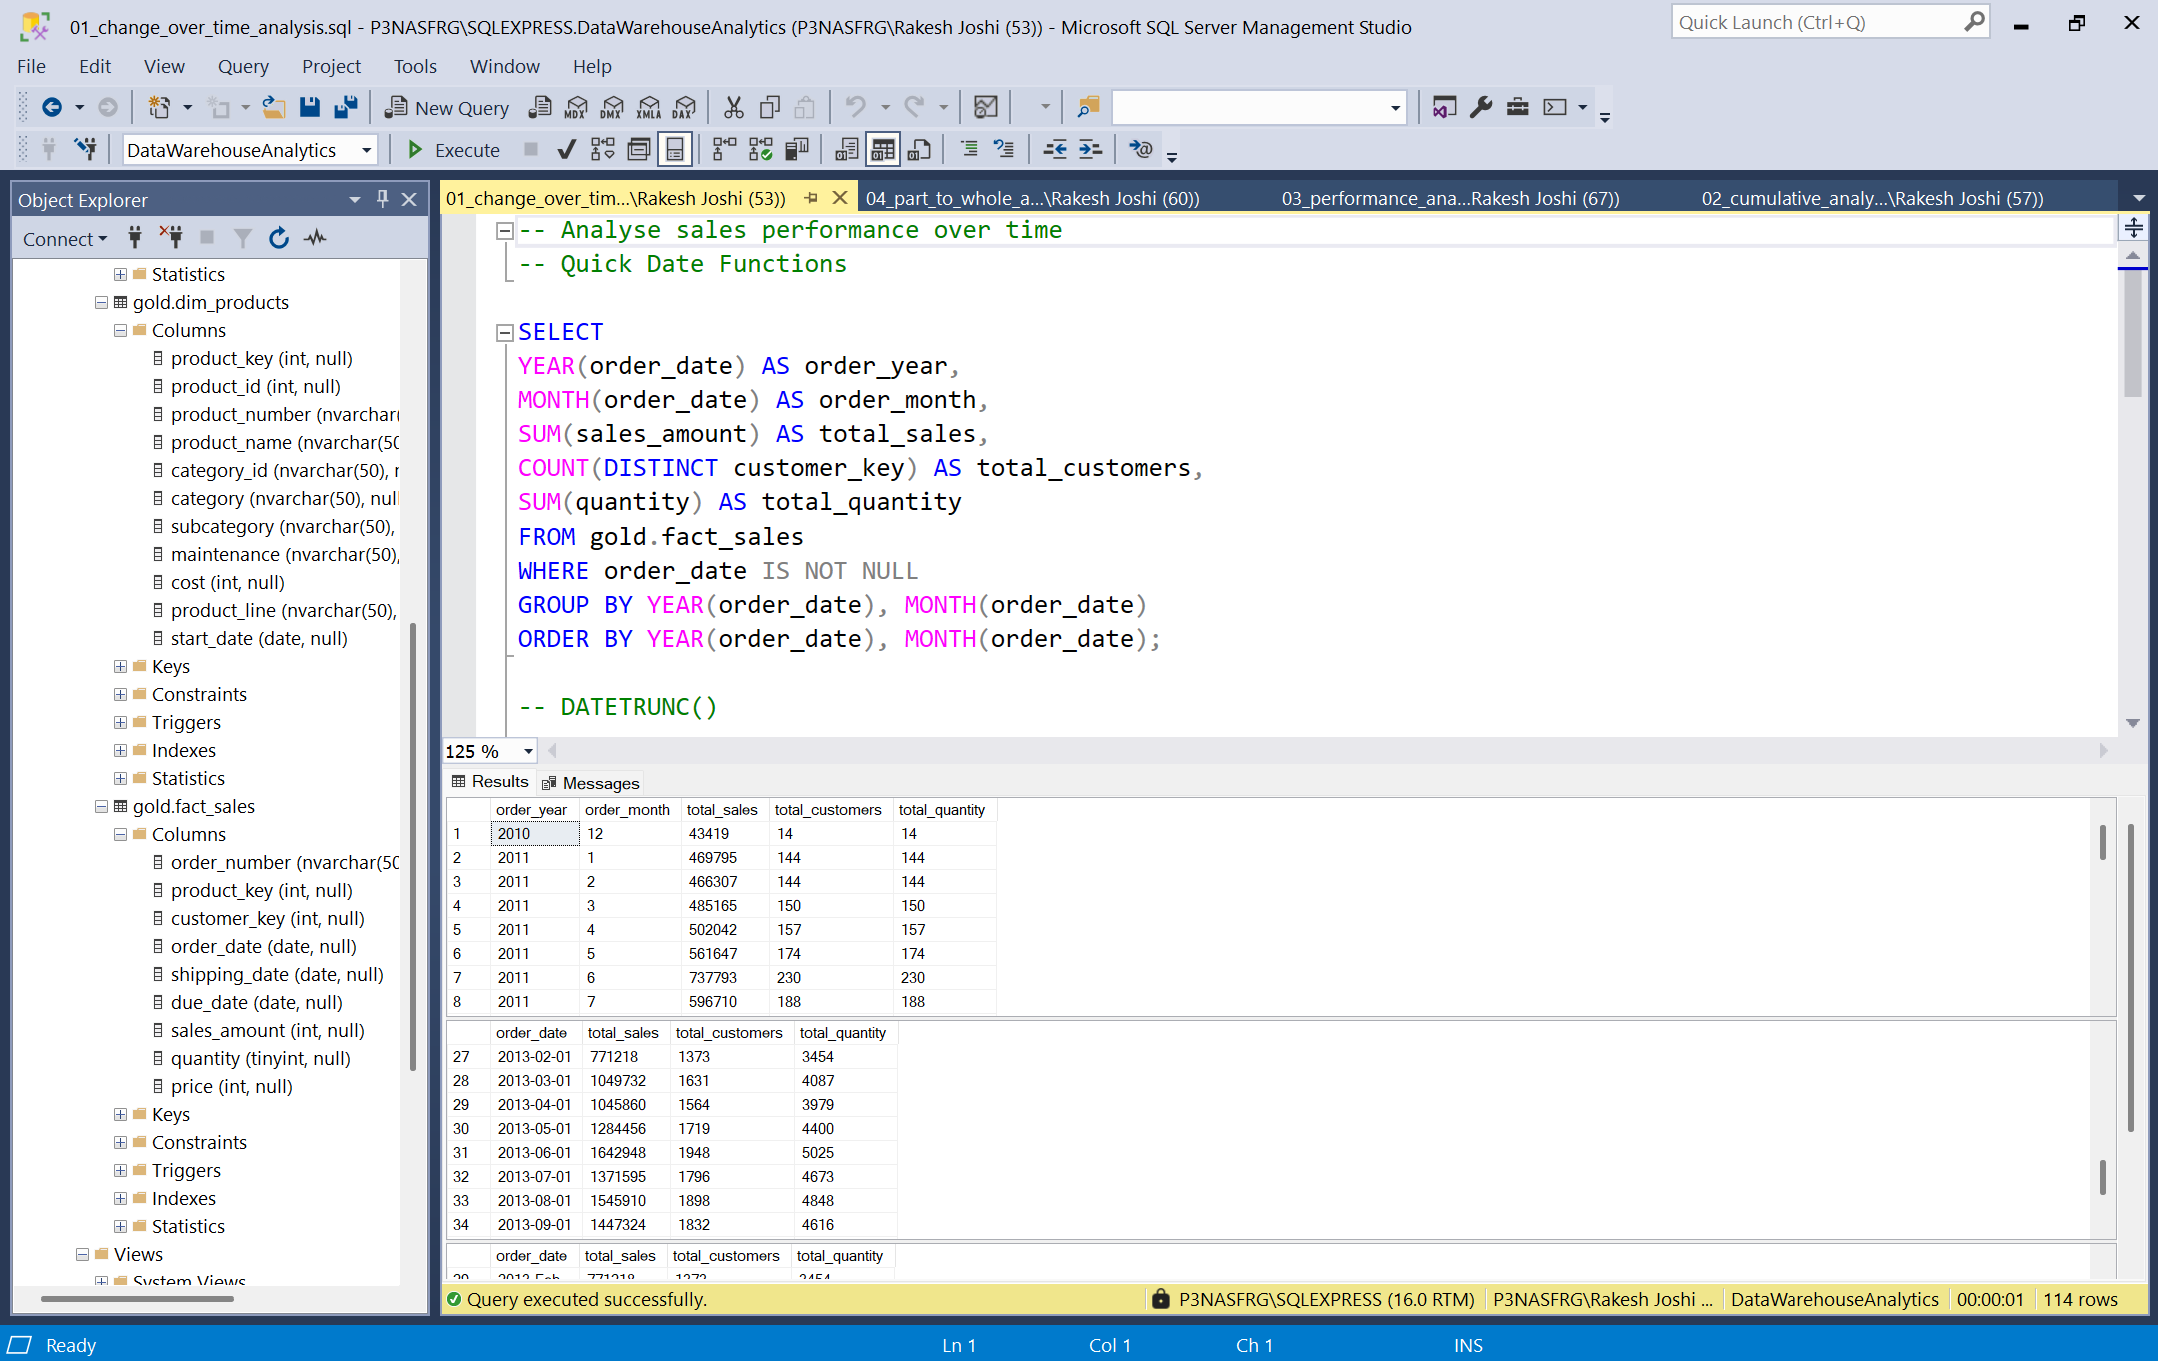 01_change_over_time_analysis.sql - P3NASFRG\SQLEXPRESS.DataWarehouseAnalytics (P3NASFRG\Rakesh Joshi (53)) - Microsoft SQL Server Management Studio
Quick Launch (Ctrl+Q)
File Edit View Query Project Tools Window Help
New Query MDX DMX XMLA DAX
DataWarehouseAnalytics Execute
Object Explorer
Connect
Statistics
gold.dim_products
Columns
product_key (int, null)
product_id (int, null)
product_number (nvarchar(
product_name (nvarchar(50
category_id (nvarchar(50), n
category (nvarchar(50), null
subcategory (nvarchar(50),
maintenance (nvarchar(50),
cost (int, null)
product_line (nvarchar(50),
start_date (date, null)
Keys
Constraints
Triggers
Indexes
Statistics
gold.fact_sales
Columns
order_number (nvarchar(50
product_key (int, null)
customer_key (int, null)
order_date (date, null)
shipping_date (date, null)
due_date (date, null)
sales_amount (int, null)
quantity (tinyint, null)
price (int, null)
Keys
Constraints
Triggers
Indexes
Statistics
Views
System Views
01_change_over_tim...\Rakesh Joshi (53)) 04_part_to_whole_a...\Rakesh Joshi (60)) 03_performance_ana...Rakesh Joshi (67)) 02_cumulative_analy...\Rakesh Joshi (57))
-- Analyse sales performance over time
-- Quick Date Functions
SELECT
YEAR(order_date) AS order_year,
MONTH(order_date) AS order_month,
SUM(sales_amount) AS total_sales,
COUNT(DISTINCT customer_key) AS total_customers,
SUM(quantity) AS total_quantity
FROM gold.fact_sales
WHERE order_date IS NOT NULL
GROUP BY YEAR(order_date), MONTH(order_date)
ORDER BY YEAR(order_date), MONTH(order_date);
-- DATETRUNC()
125 %
Results Messages
order_year order_month total_sales total_customers total_quantity
1 2010 12 43419 14 14
2 2011 1 469795 144 144
3 2011 2 466307 144 144
4 2011 3 485165 150 150
5 2011 4 502042 157 157
6 2011 5 561647 174 174
7 2011 6 737793 230 230
8 2011 7 596710 188 188
order_date total_sales total_customers total_quantity
27 2013-02-01 771218 1373 3454
28 2013-03-01 1049732 1631 4087
29 2013-04-01 1045860 1564 3979
30 2013-05-01 1284456 1719 4400
31 2013-06-01 1642948 1948 5025
32 2013-07-01 1371595 1796 4673
33 2013-08-01 1545910 1898 4848
34 2013-09-01 1447324 1832 4616
order_date total_sales total_customers total_quantity
2013-Feb 771218 1373 3454
Query executed successfully. P3NASFRG\SQLEXPRESS (16.0 RTM) P3NASFRG\Rakesh Joshi ... DataWarehouseAnalytics 00:00:01 114 rows
Ready Ln 1 Col 1 Ch 1 INS